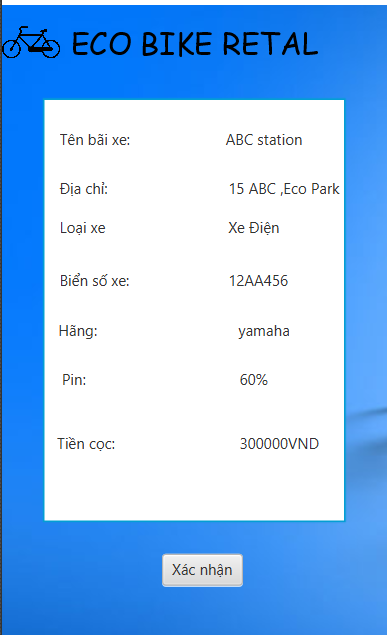 ECO BIKE RETAL
Tên bãi xe: ABC station
Địa chỉ: 15 ABC ,Eco Park
Loại xe Xe Điện
Biển số xe: 12AA456
Hãng: yamaha
Pin: 60%
Tiền cọc: 300000VND
Xác nhận